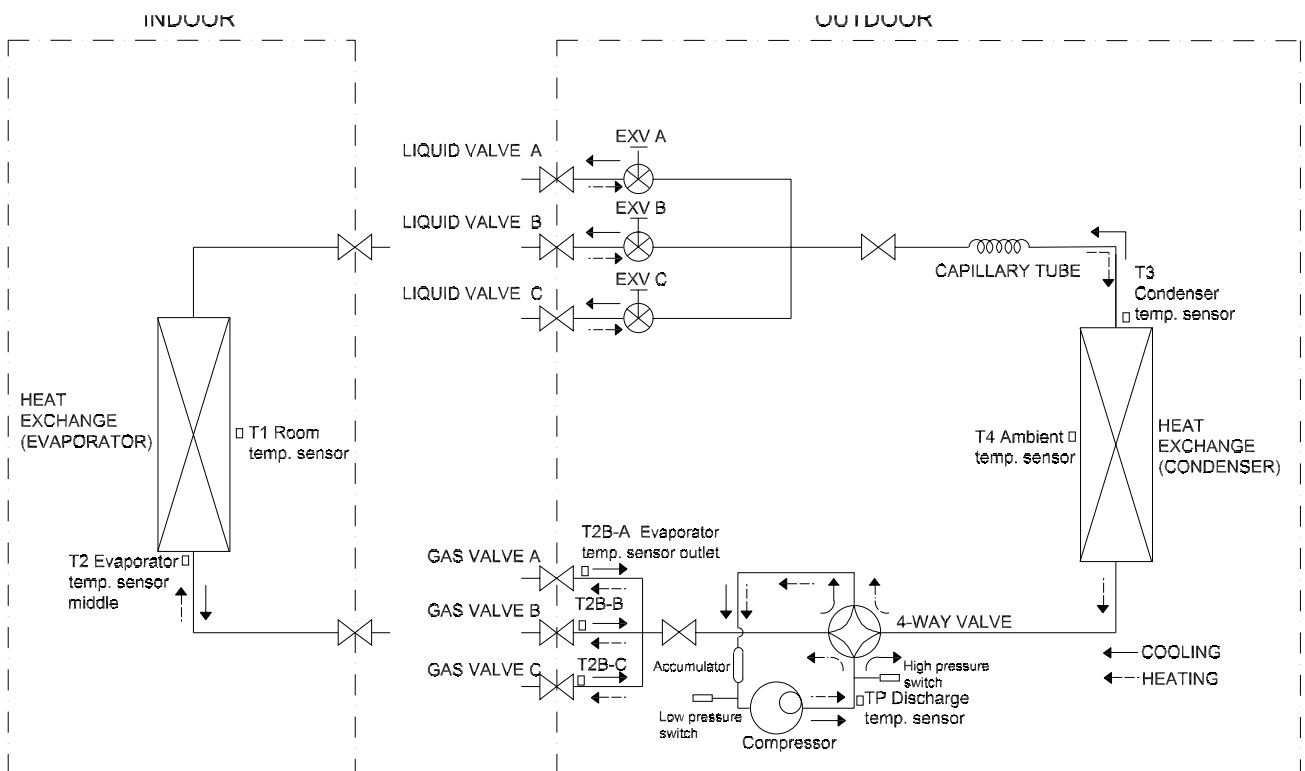 INDOOR
OUTDOOR
EXV A
LIQUID VALVE A
EXV B
LIQUID VALVE B
EXV C
LIQUID VALVE C
CAPILLARY TUBE
T3
Condenser
temp. sensor
HEAT
EXCHANGE
(EVAPORATOR)
T1 Room
temp. sensor
T4 Ambient
temp. sensor
HEAT
EXCHANGE
(CONDENSER)
T2 Evaporator
temp. sensor
middle
T2B-A Evaporator
temp. sensor outlet
GAS VALVE A
T2B-B
GAS VALVE B
T2B-C
GAS VALVE C
4-WAY VALVE
Accumulator
High pressure
switch
Low pressure
switch
TP Discharge
temp. sensor
Compressor
COOLING
HEATING